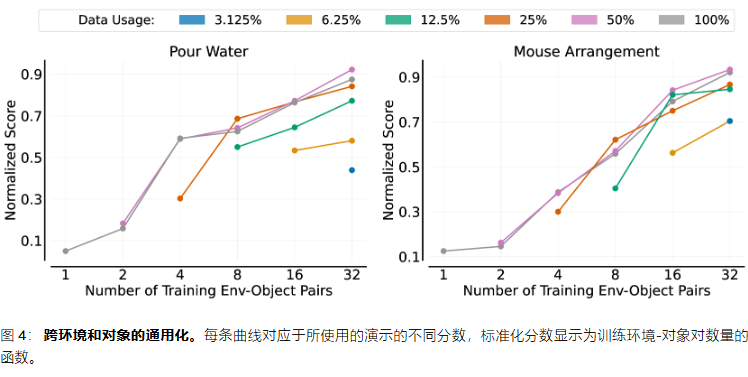 Data Usage: 3.125% 6.25% 12.5% 25% 50% 100%
Pour Water
Normalized Score
0.9
0.7
0.5
0.3
0.1
1 2 4 8 16 32
Number of Training Env-Object Pairs
Mouse Arrangement
Normalized Score
0.9
0.7
0.5
0.3
0.1
1 2 4 8 16 32
Number of Training Env-Object Pairs
图 4： 跨环境和对象的通用化。每条曲线对应于所使用的演示的不同分数，标准化分数显示为训练环境-对象对数量的
函数。